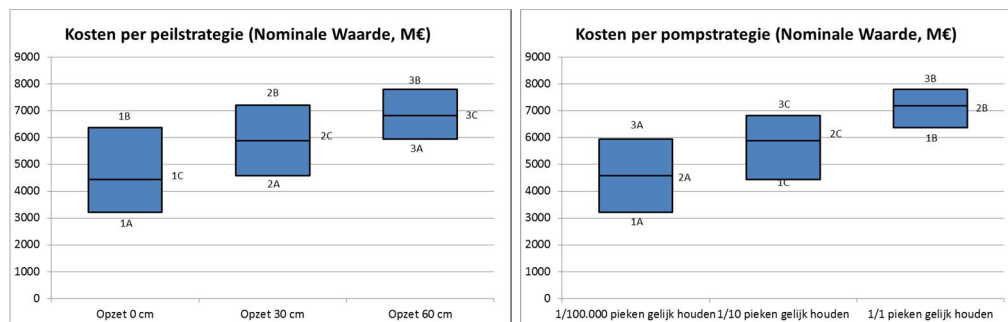 Kosten per peilstrategie (Nominale Waarde, M€)
9000
8000
7000
6000
5000
4000
3000
2000
1000
0
1B
1C
1A
2B
2C
2A
3B
3C
3A
Opzet 0 cm
Opzet 30 cm
Opzet 60 cm
Kosten per pompstrategie (Nominale Waarde, M€)
9000
8000
7000
6000
5000
4000
3000
2000
1000
0
3A
2A
1A
3C
2C
1C
3B
2B
1B
1/100.000 pieken gelijk houden
1/10 pieken gelijk houden
1/1 pieken gelijk houden